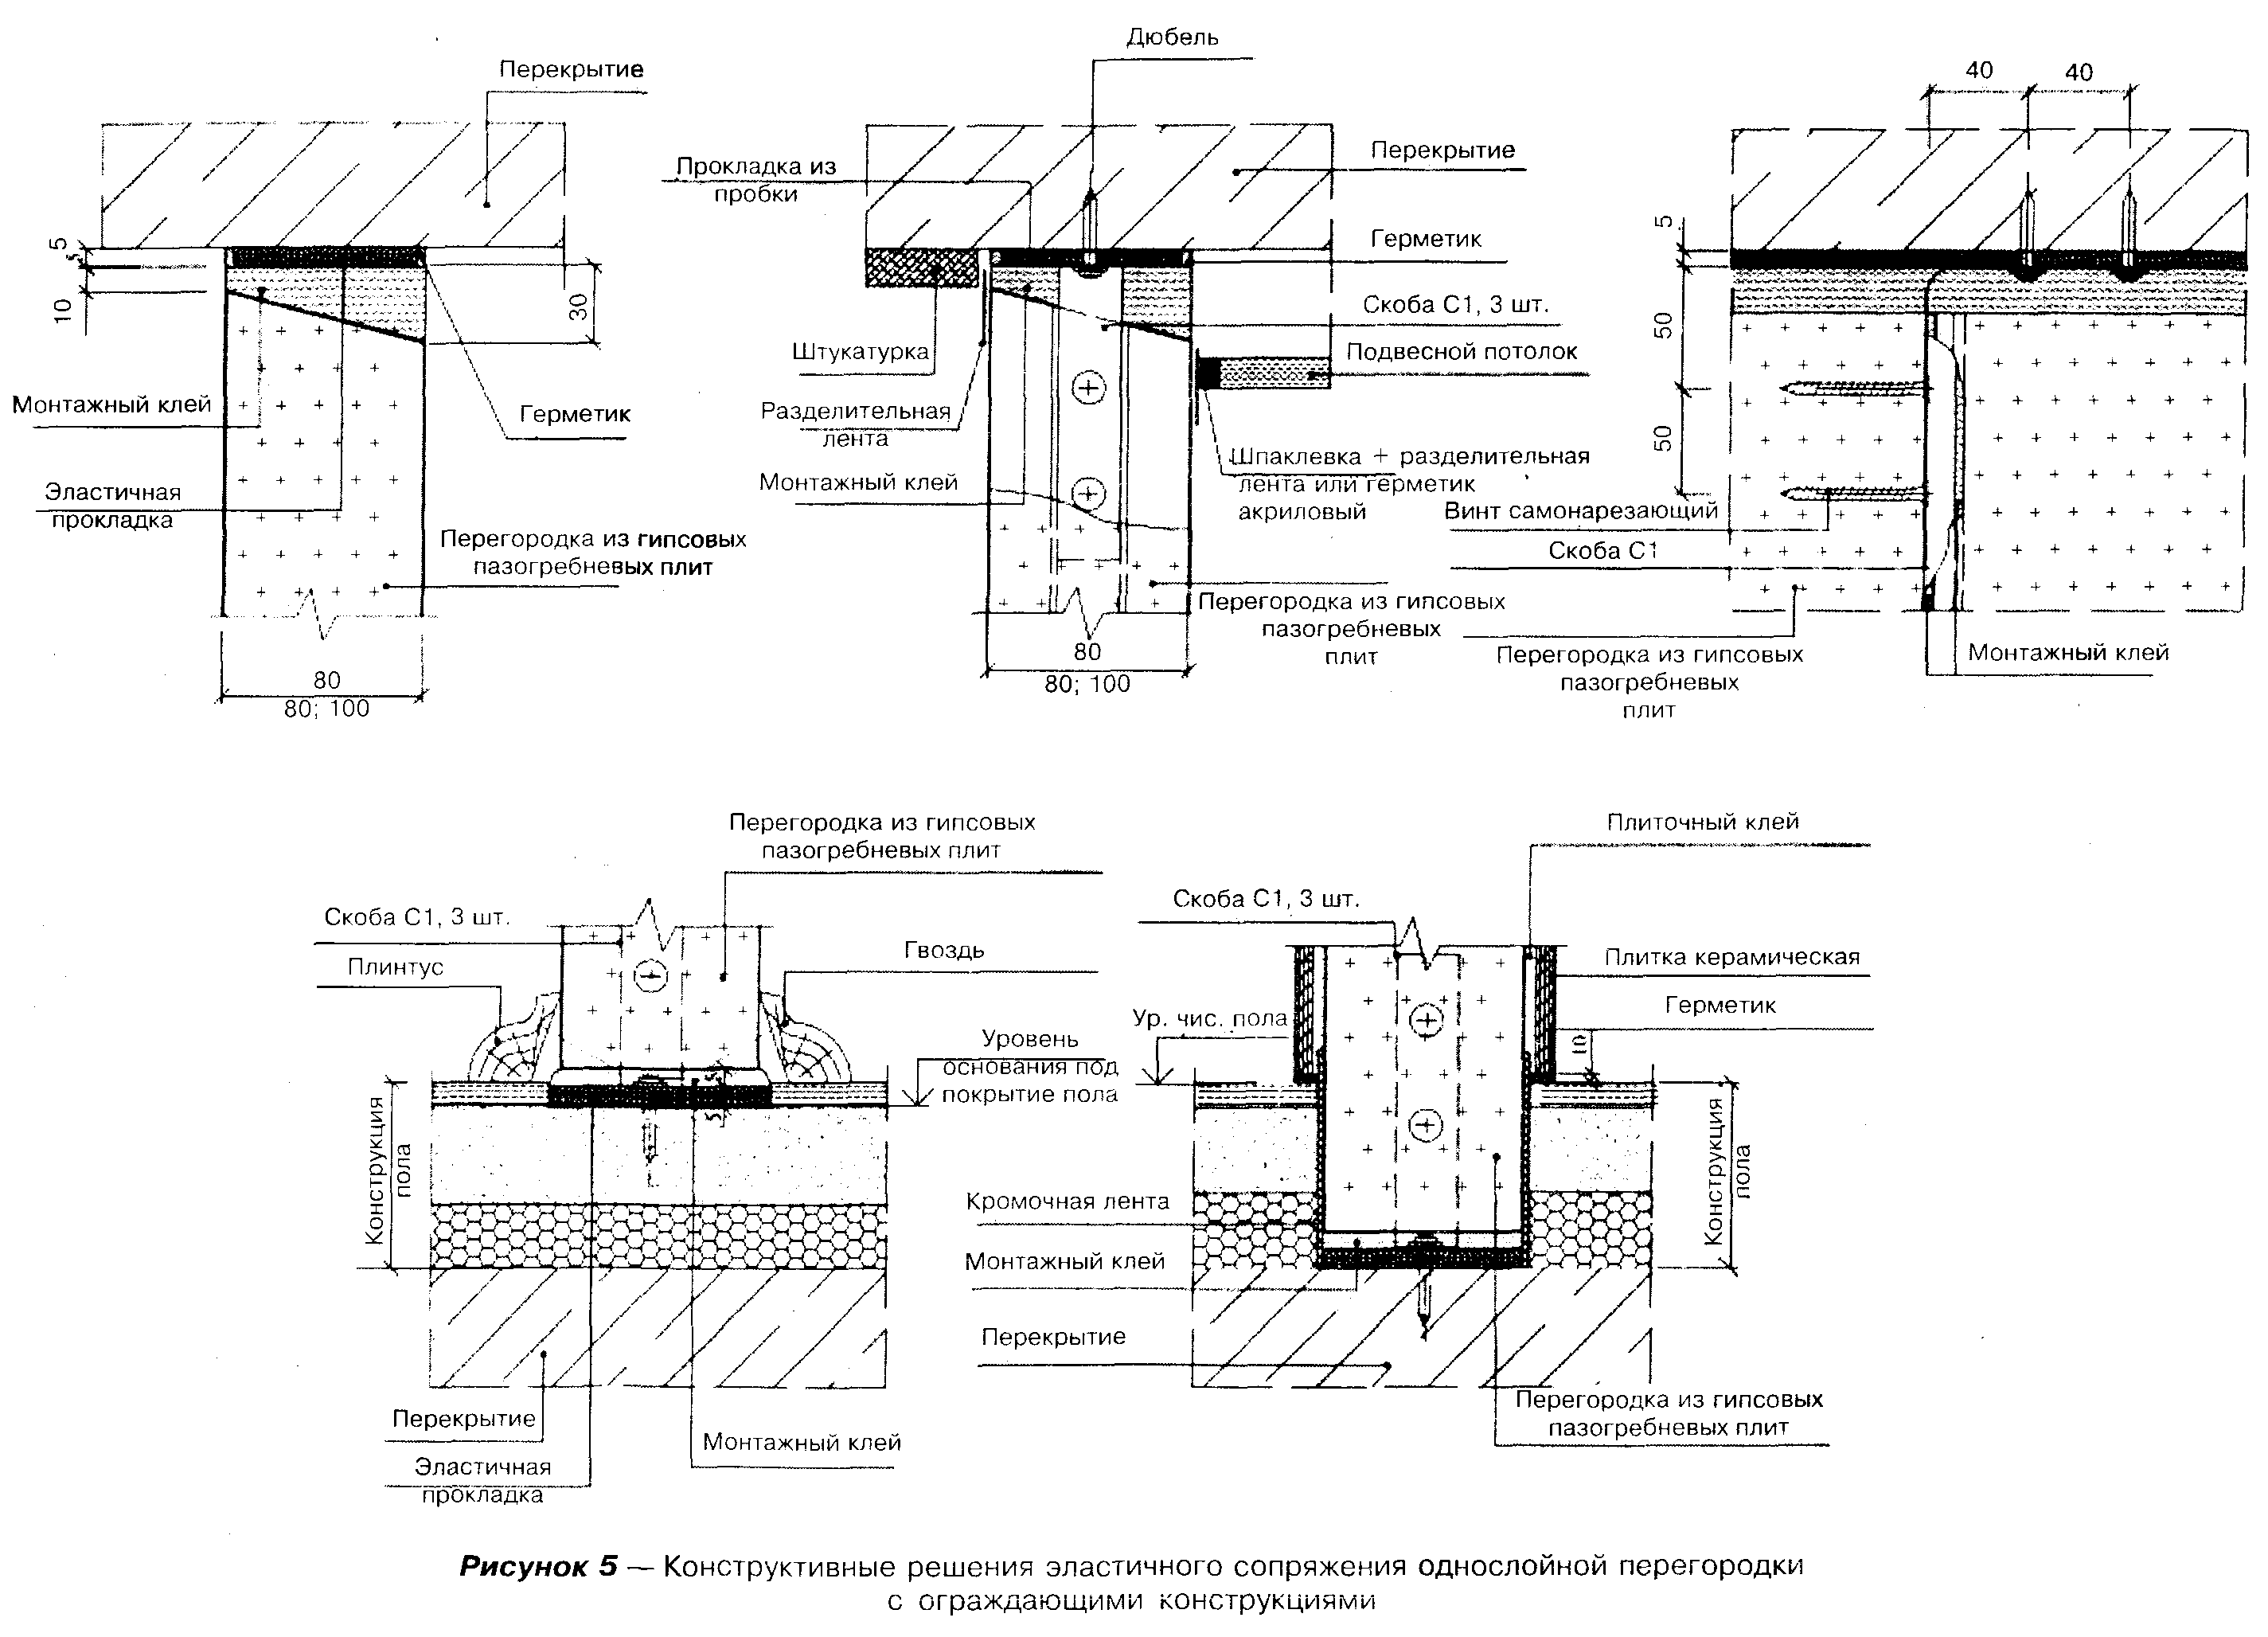 Перекрытие
5
10
30
Монтажный клей
Герметик
Эластичная
прокладка
Перегородка из гипсовых
пазогребневых плит
80
80; 100
Дюбель
Прокладка из
пробки
Перекрытие
Герметик
Скоба С1, 3 шт.
Штукатурка
Подвесной потолок
Разделительная
лента
Монтажный клей
Шпаклевка + разделительная
лента или герметик
акриловый
Перегородка из гипсовых
пазогребневых
плит
80
80; 100
40
40
5
50
50
Винт самонарезающий
Скоба С1
Перегородка из гипсовых
пазогребневых
плит
Монтажный клей
Перегородка из гипсовых
пазогребневых плит
Скоба С1, 3 шт.
Плинтус
Гвоздь
Уровень
основания под
покрытие пола
5
5
Конструкция
пола
Перекрытие
Эластичная
прокладка
Монтажный клей
Плиточный клей
Скоба С1, 3 шт.
Плитка керамическая
Герметик
Ур. чис. пола
10
Конструкция
пола
Кромочная лента
Монтажный клей
Перекрытие
Перегородка из гипсовых
пазогребневых плит
Рисунок 5 — Конструктивные решения эластичного сопряжения однослойной перегородки
с ограждающими конструкциями